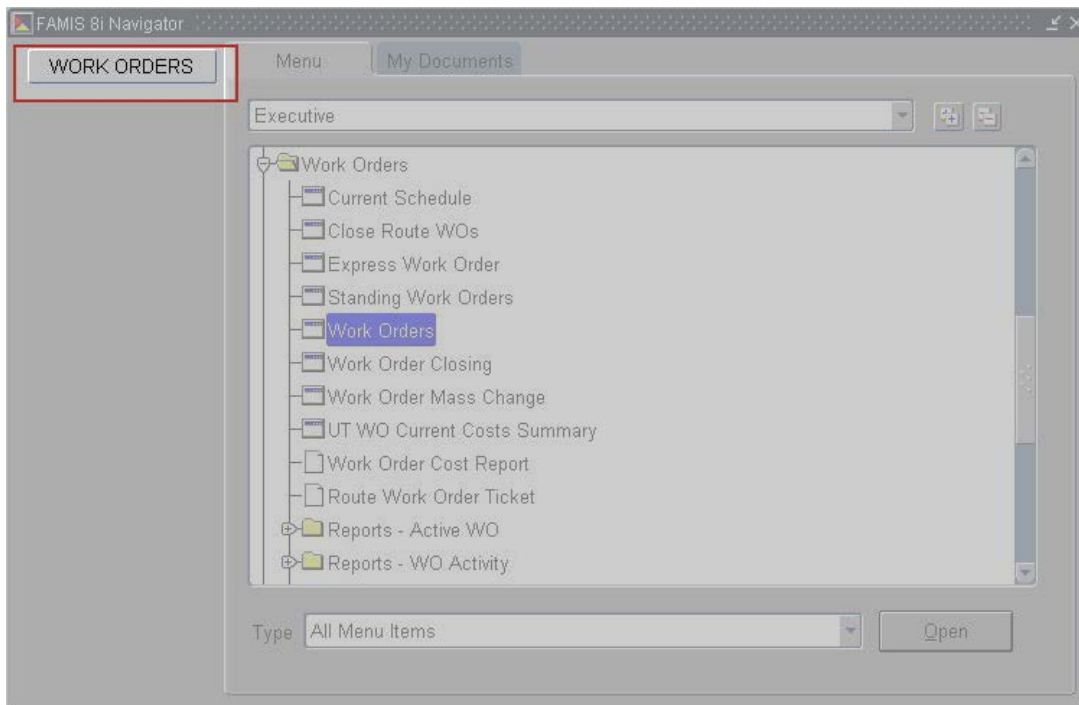 FAMIS 8i Navigator
WORK ORDERS
Menu
My Documents
Executive
Work Orders
Current Schedule
Close Route WOs
Express Work Order
Standing Work Orders
Work Orders
Work Order Closing
Work Order Mass Change
UT WO Current Costs Summary
Work Order Cost Report
Route Work Order Ticket
Reports - Active WO
Reports - WO Activity
Type All Menu Items
Open